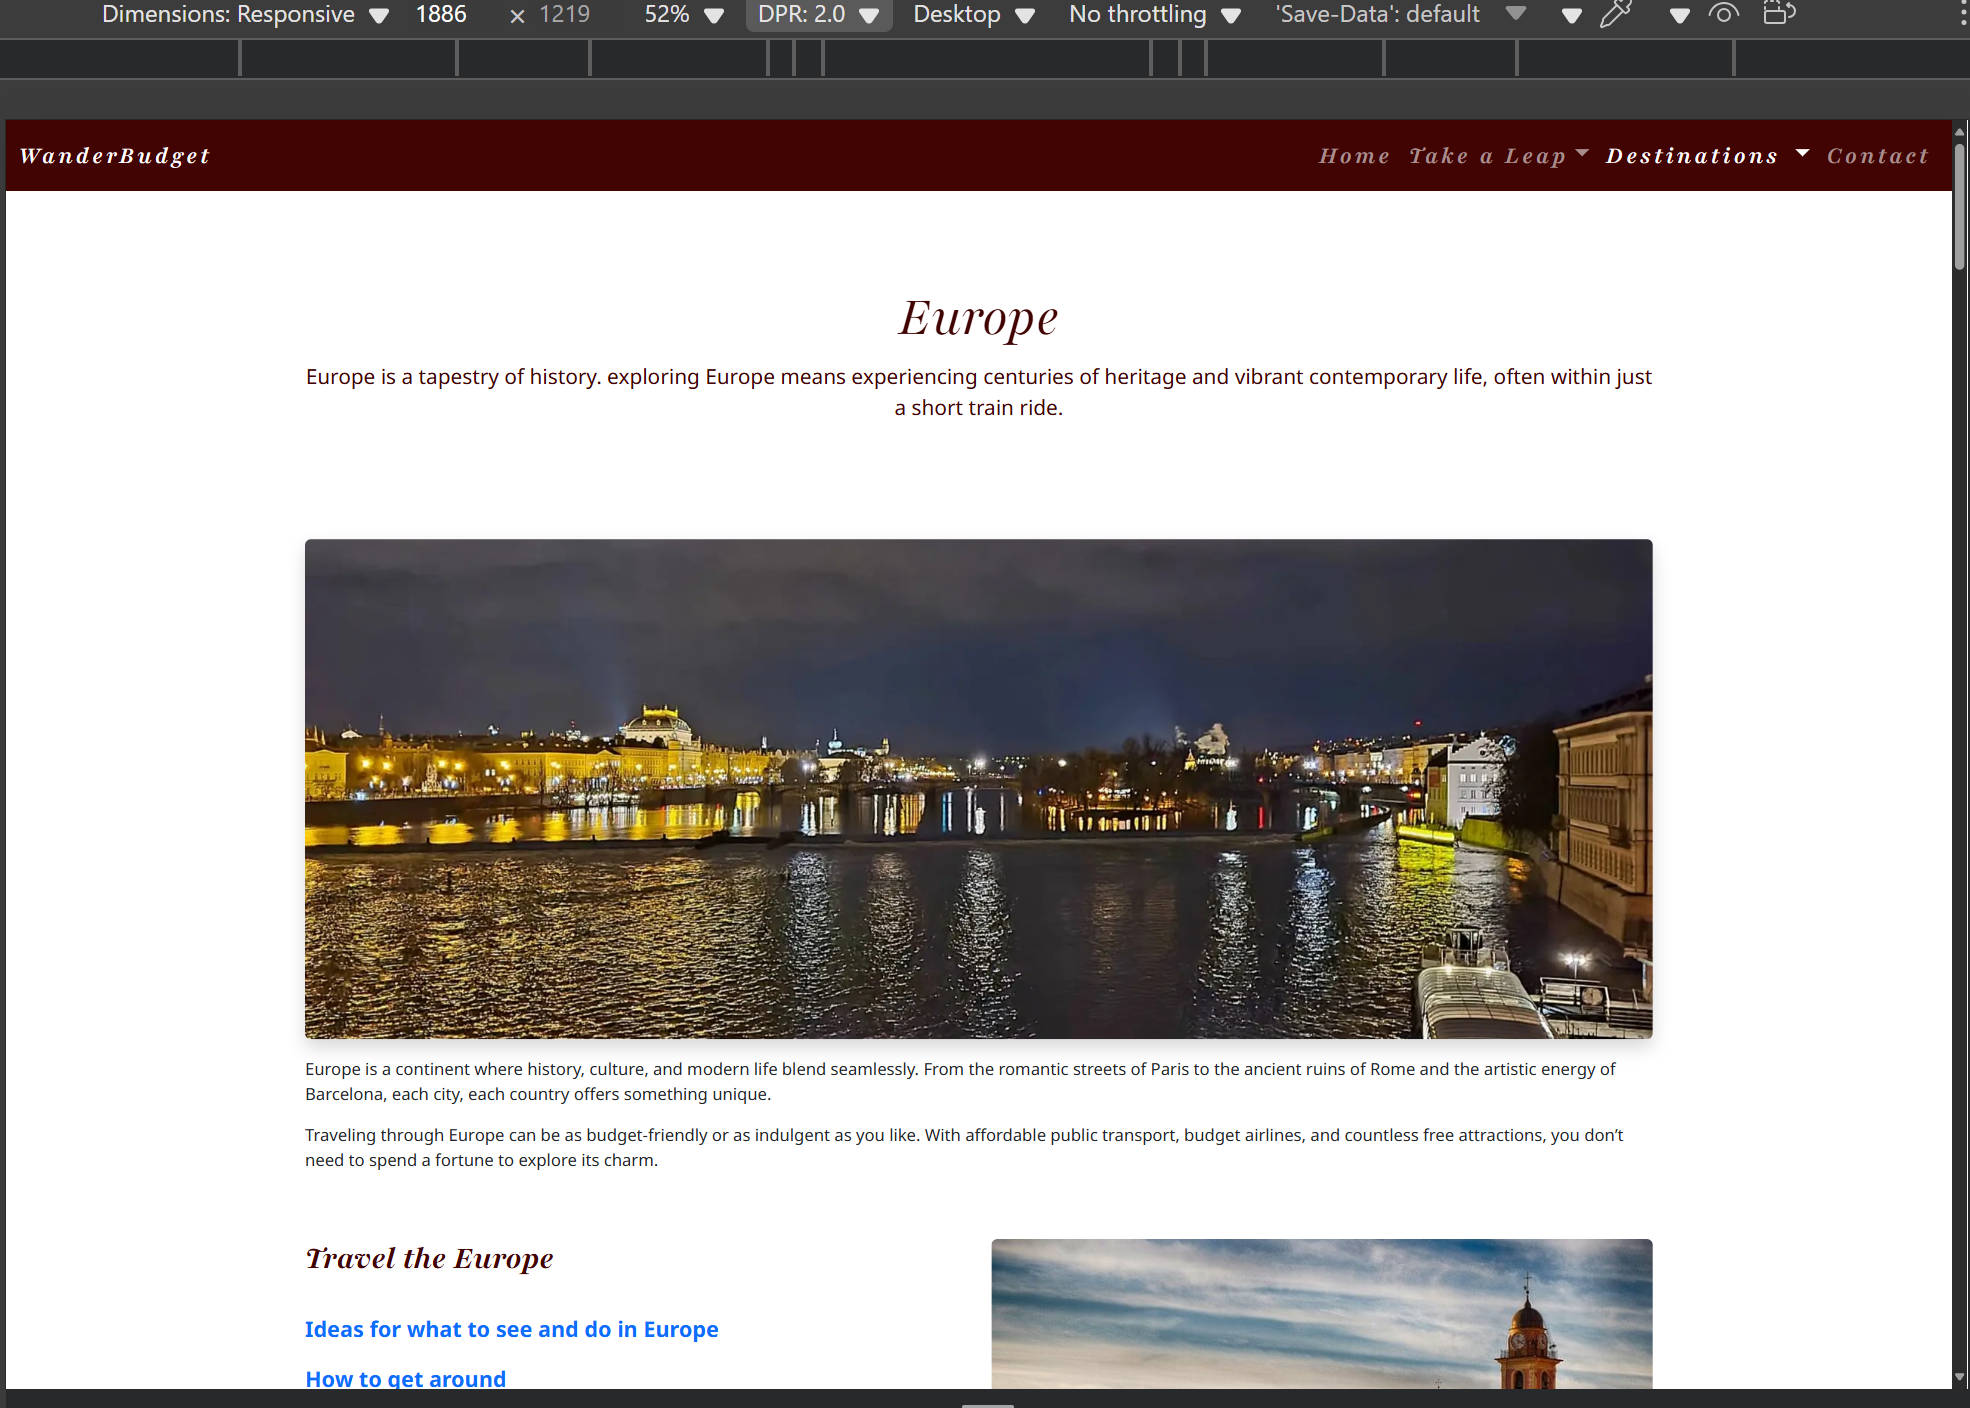 Dimensions: Responsive 1886 × 1219 52% DPR: 2.0 Desktop No throttling 'Save-Data': default
WanderBudget Home Take a Leap Destinations Contact
Europe
Europe is a tapestry of history. exploring Europe means experiencing centuries of heritage and vibrant contemporary life, often within just
a short train ride.
Europe is a continent where history, culture, and modern life blend seamlessly. From the romantic streets of Paris to the ancient ruins of Rome and the artistic energy of
Barcelona, each city, each country offers something unique.
Traveling through Europe can be as budget-friendly or as indulgent as you like. With affordable public transport, budget airlines, and countless free attractions, you don’t
need to spend a fortune to explore its charm.
Travel the Europe
Ideas for what to see and do in Europe
How to get around